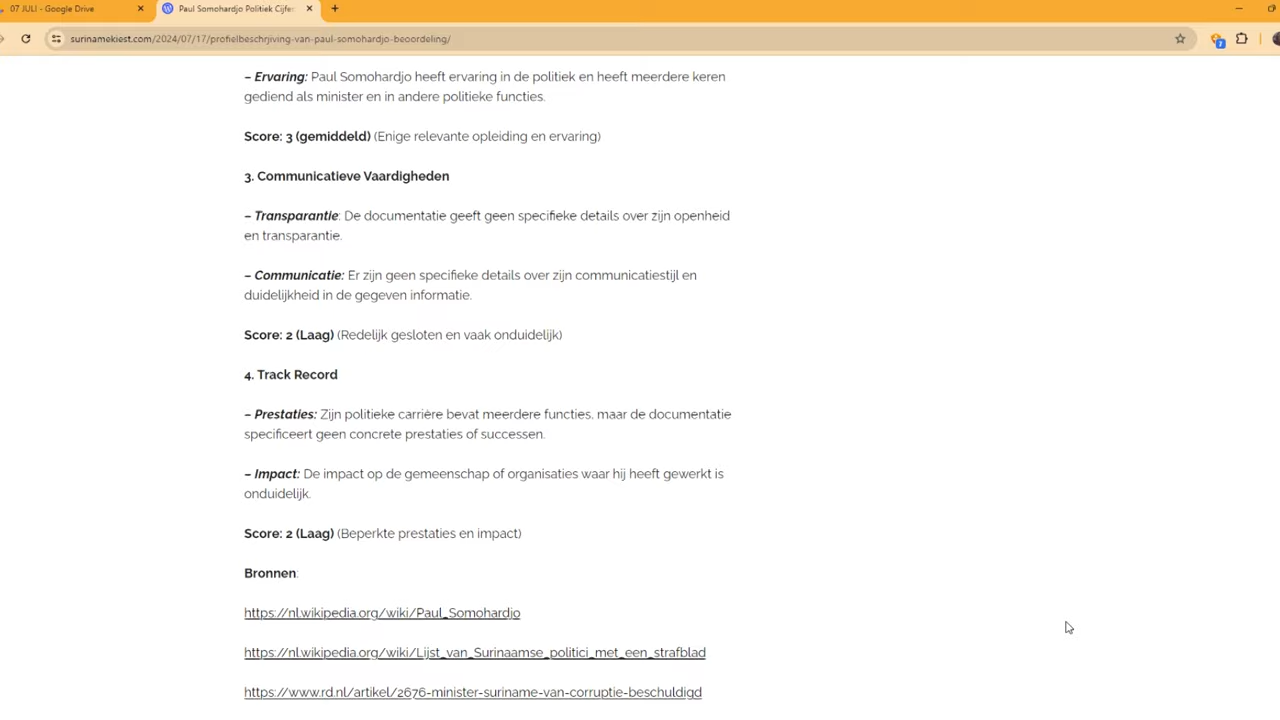 07 JULI - Google Drive
Paul Somohardjo Politiek Cijfer
surinamekiest.com/2024/07/17/profielbeschrijving-van-paul-somohardjo-beoordeling/
7
– Ervaring: Paul Somohardjo heeft ervaring in de politiek en heeft meerdere keren
gediend als minister en in andere politieke functies.
Score: 3 (gemiddeld) (Enige relevante opleiding en ervaring)
3. Communicatieve Vaardigheden
– Transparantie: De documentatie geeft geen specifieke details over zijn openheid
en transparantie.
– Communicatie: Er zijn geen specifieke details over zijn communicatiestijl en
duidelijkheid in de gegeven informatie.
Score: 2 (Laag) (Redelijk gesloten en vaak onduidelijk)
4. Track Record
– Prestaties: Zijn politieke carrière bevat meerdere functies, maar de documentatie
specificeert geen concrete prestaties of successen.
– Impact: De impact op de gemeenschap of organisaties waar hij heeft gewerkt is
onduidelijk.
Score: 2 (Laag) (Beperkte prestaties en impact)
Bronnen:
https://nl.wikipedia.org/wiki/Paul_Somohardjo
https://nl.wikipedia.org/wiki/Lijst_van_Surinaamse_politici_met_een_strafblad
https://www.rd.nl/artikel/2676-minister-suriname-van-corruptie-beschuldigd